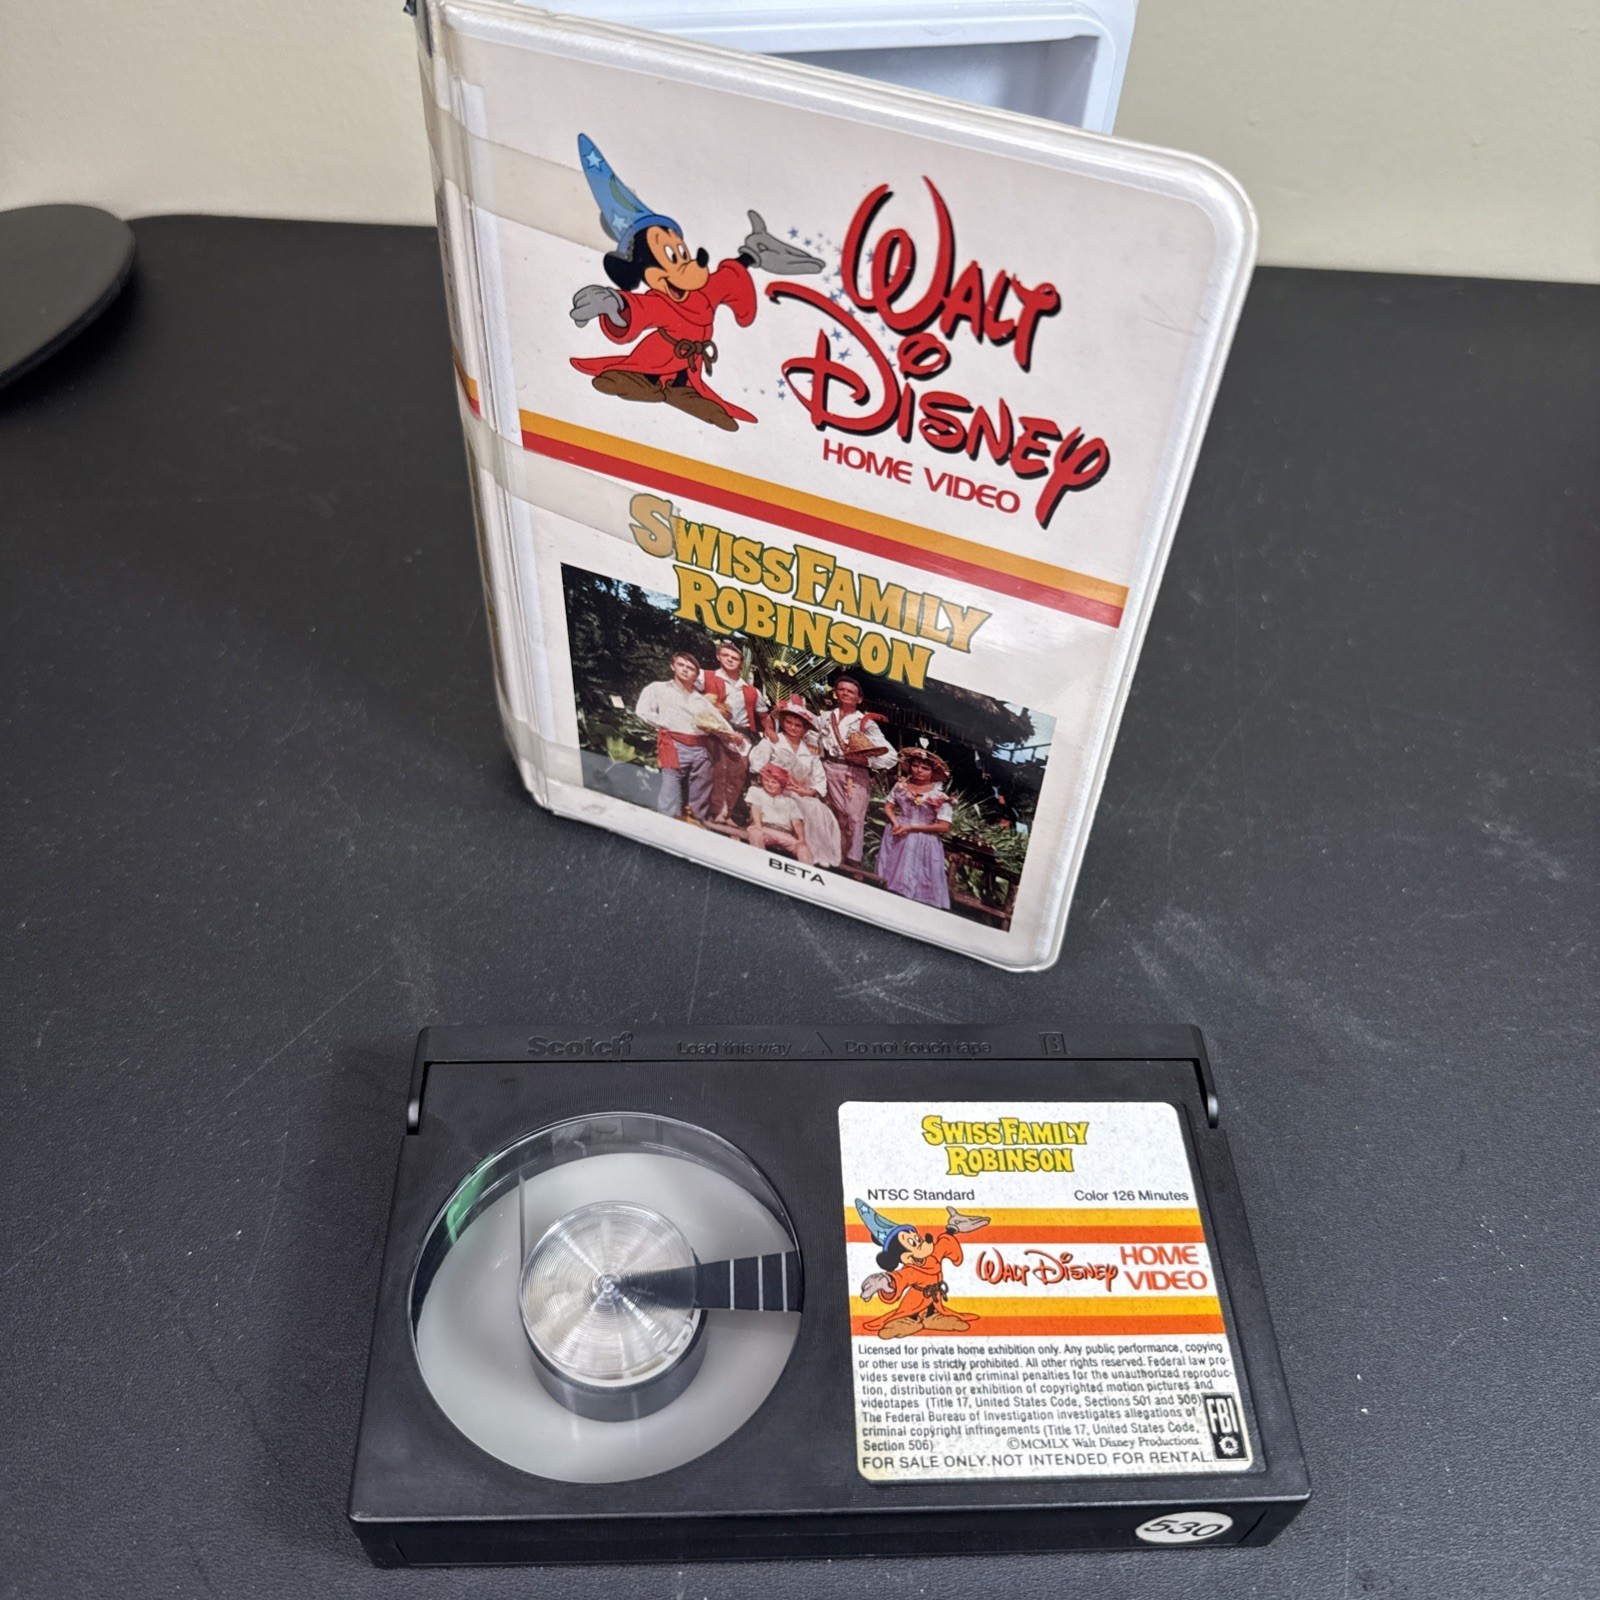 WALT
DISNEY
HOME VIDEO
SWISS FAMILY
ROBINSON
BETA
Scotch Load this way Do not touch tape B
SWISS FAMILY
ROBINSON
NTSC Standard Color 126 Minutes
WALT DISNEY HOME
VIDEO
Licensed for private home exhibition only. Any public performance, copying
or other use is strictly prohibited. All other rights reserved. Federal law pro-
vides severe civil and criminal penalties for the unauthorized reproduc-
tion, distribution or exhibition of copyrighted motion pictures and
videotapes (Title 17, United States Code, Sections 501 and 506)
The Federal Bureau of Investigation investigates allegations of
criminal copyright infringements (Title 17, United States Code,
Section 506) ©MCMLX Walt Disney Productions.
FBI
FOR SALE ONLY. NOT INTENDED FOR RENTAL.
530